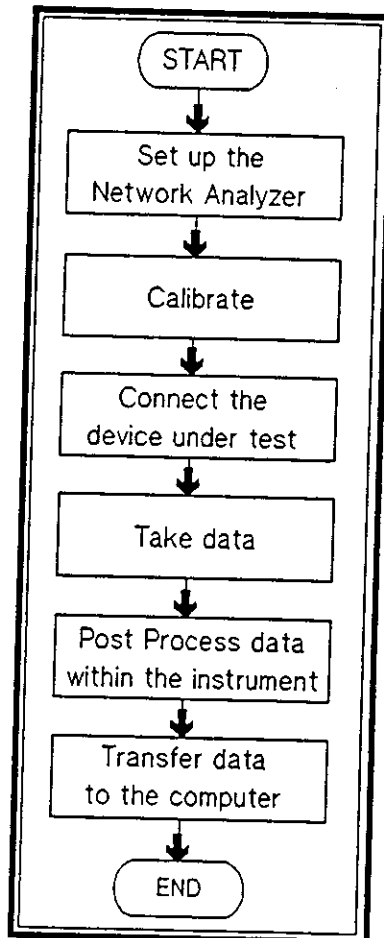 START
Set up the
Network Analyzer
Calibrate
Connect the
device under test
Take data
Post Process data
within the instrument
Transfer data
to the computer
END